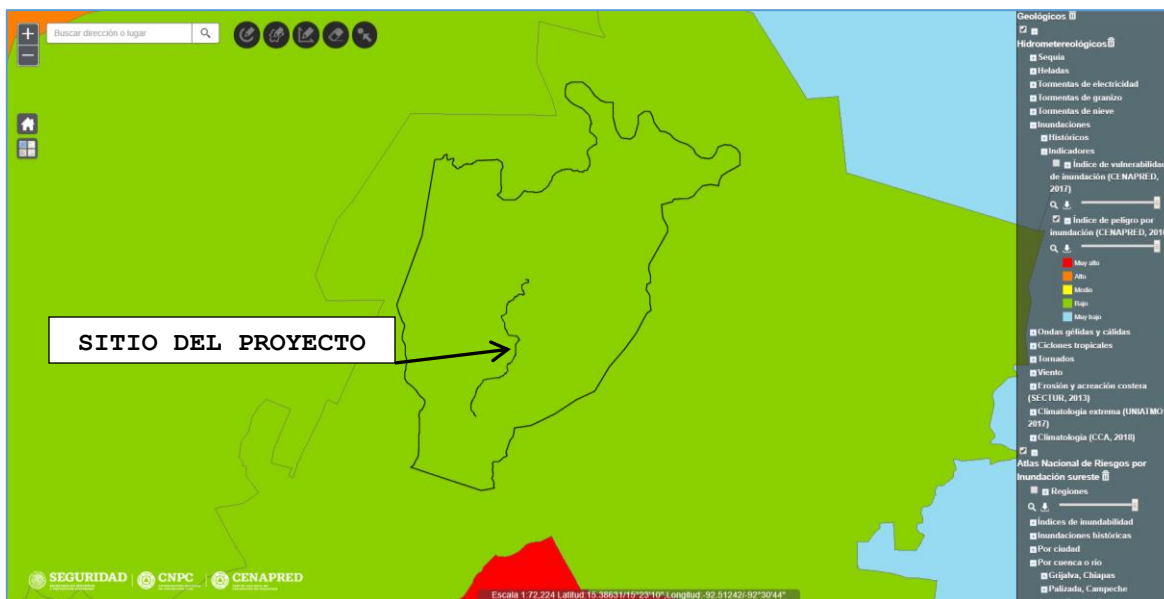 Buscar dirección o lugar
SITIO DEL PROYECTO
Geológicos
Hidrometereológicos
Sequía
Heladas
Tormentas de electricidad
Tormentas de granizo
Tormentas de nieve
Inundaciones
Históricos
Indicadores
Índice de vulnerabilidad
de inundación (CENAPRED,
2017)
Índice de peligro por
inundación (CENAPRED, 2016
Muy alto
Alto
Medio
Bajo
Muy bajo
Ondas gélidas y cálidas
Ciclones tropicales
Tornados
Viento
Erosión y acreación costera
(SECTUR, 2013)
Climatología extrema (UNIATMOS
2017)
Climatología (CCA, 2018)
Atlas Nacional de Riesgos por
Inundación sureste
Regiones
Índices de inundabilidad
Inundaciones históricas
Por ciudad
Por cuenca o río
Grijalva, Chiapas
Palizada, Campeche
SEGURIDAD
CNPC
CENAPRED
Escala 1:72,224 Latitud 15.38631/15°23'10" Longitud -92.51242/-92°30'44"